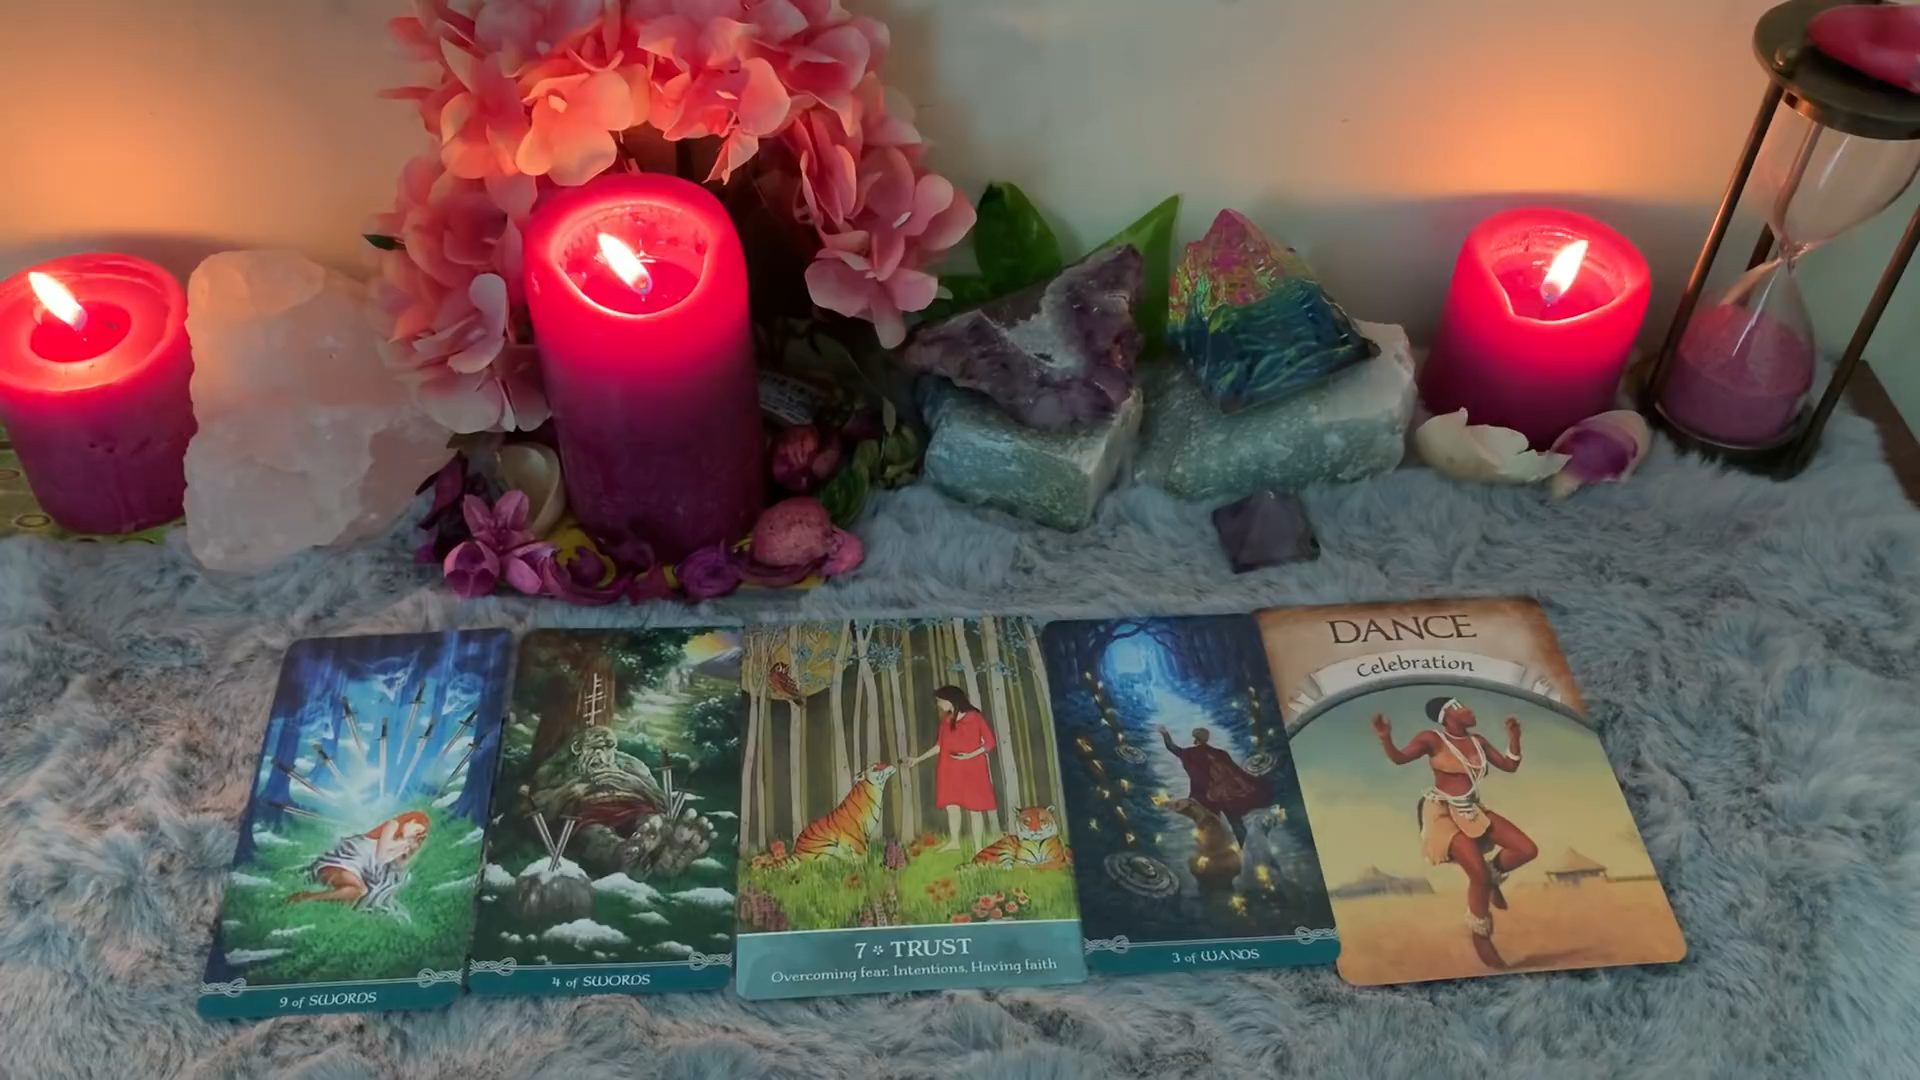 9 of SWORDS
4 of SWORDS
7 TRUST
Overcoming fear. Intentions. Having faith
3 of WANDS
DANCE
Celebration